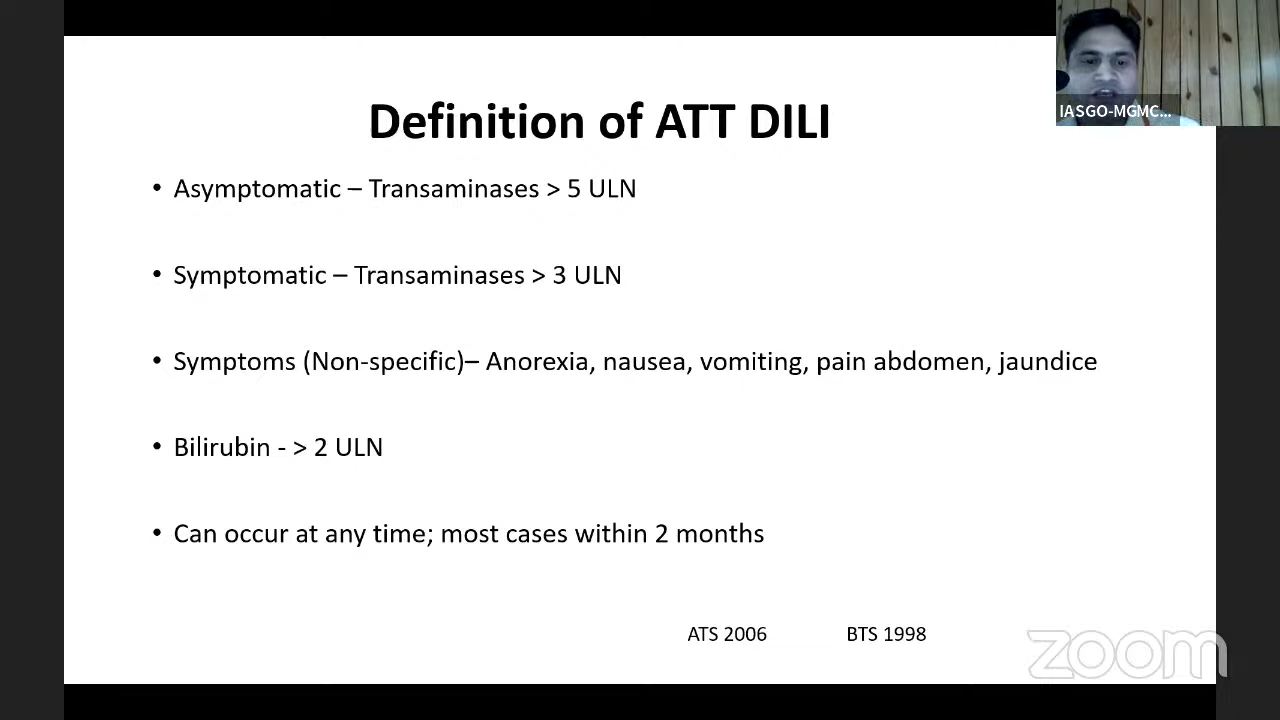 Definition of ATT DILI
IASGO-MGMC...
• Asymptomatic – Transaminases > 5 ULN
• Symptomatic – Transaminases > 3 ULN
• Symptoms (Non-specific)– Anorexia, nausea, vomiting, pain abdomen, jaundice
• Bilirubin - > 2 ULN
• Can occur at any time; most cases within 2 months
ATS 2006 BTS 1998
zoom